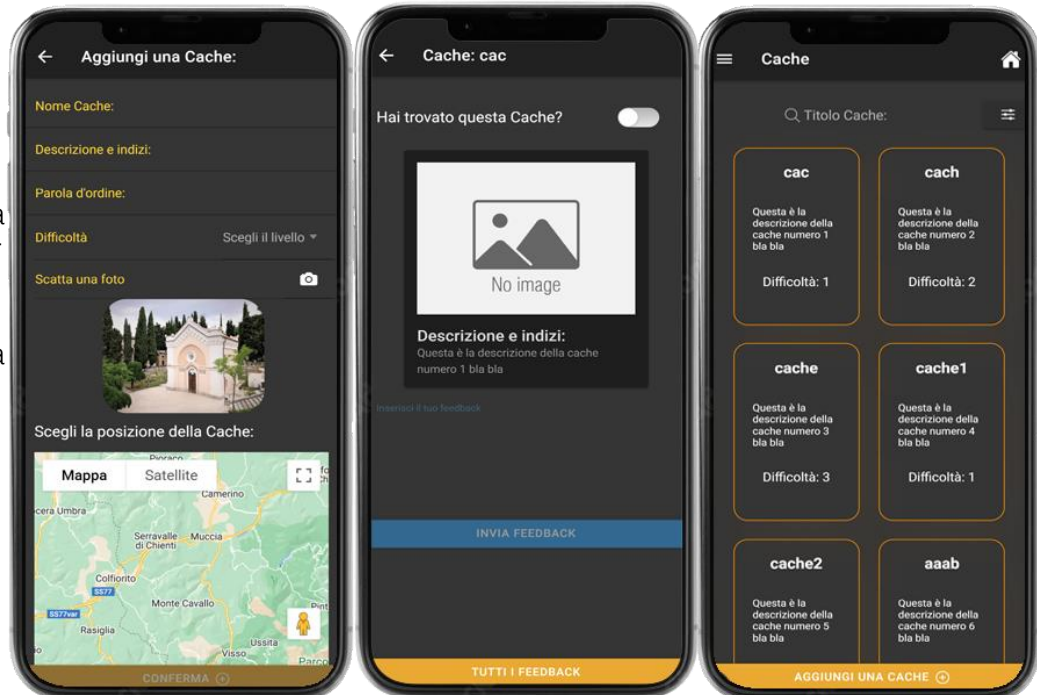 Aggiungi una Cache:
Nome Cache:
Descrizione e indizi:
Parola d'ordine:
Difficoltà Scegli il livello
Scatta una foto
Scegli la posizione della Cache:
Mappa Satellite
Pioraco
Camerino
ocera Umbra
Serravalle
di Chienti
Muccia
Colfiorito
SS77
Monte Cavallo
SS77var
Rasiglia
Pint
Ussita
Visso
Parco
CONFERMA
Cache: cac
Hai trovato questa Cache?
No image
Descrizione e indizi:
Questa è la descrizione della cache
numero 1 bla bla
Inserisci il tuo feedback
INVIA FEEDBACK
TUTTI I FEEDBACK
Cache
Titolo Cache:
cac
Questa è la
descrizione della
cache numero 1
bla bla
Difficoltà: 1
cach
Questa è la
descrizione della
cache numero 2
bla bla
Difficoltà: 2
cache
Questa è la
descrizione della
cache numero 3
bla bla
Difficoltà: 3
cache1
Questa è la
descrizione della
cache numero 4
bla bla
Difficoltà: 1
cache2
Questa è la
descrizione della
cache numero 5
bla bla
aaab
Questa è la
descrizione della
cache numero 6
bla bla
AGGIUNGI UNA CACHE